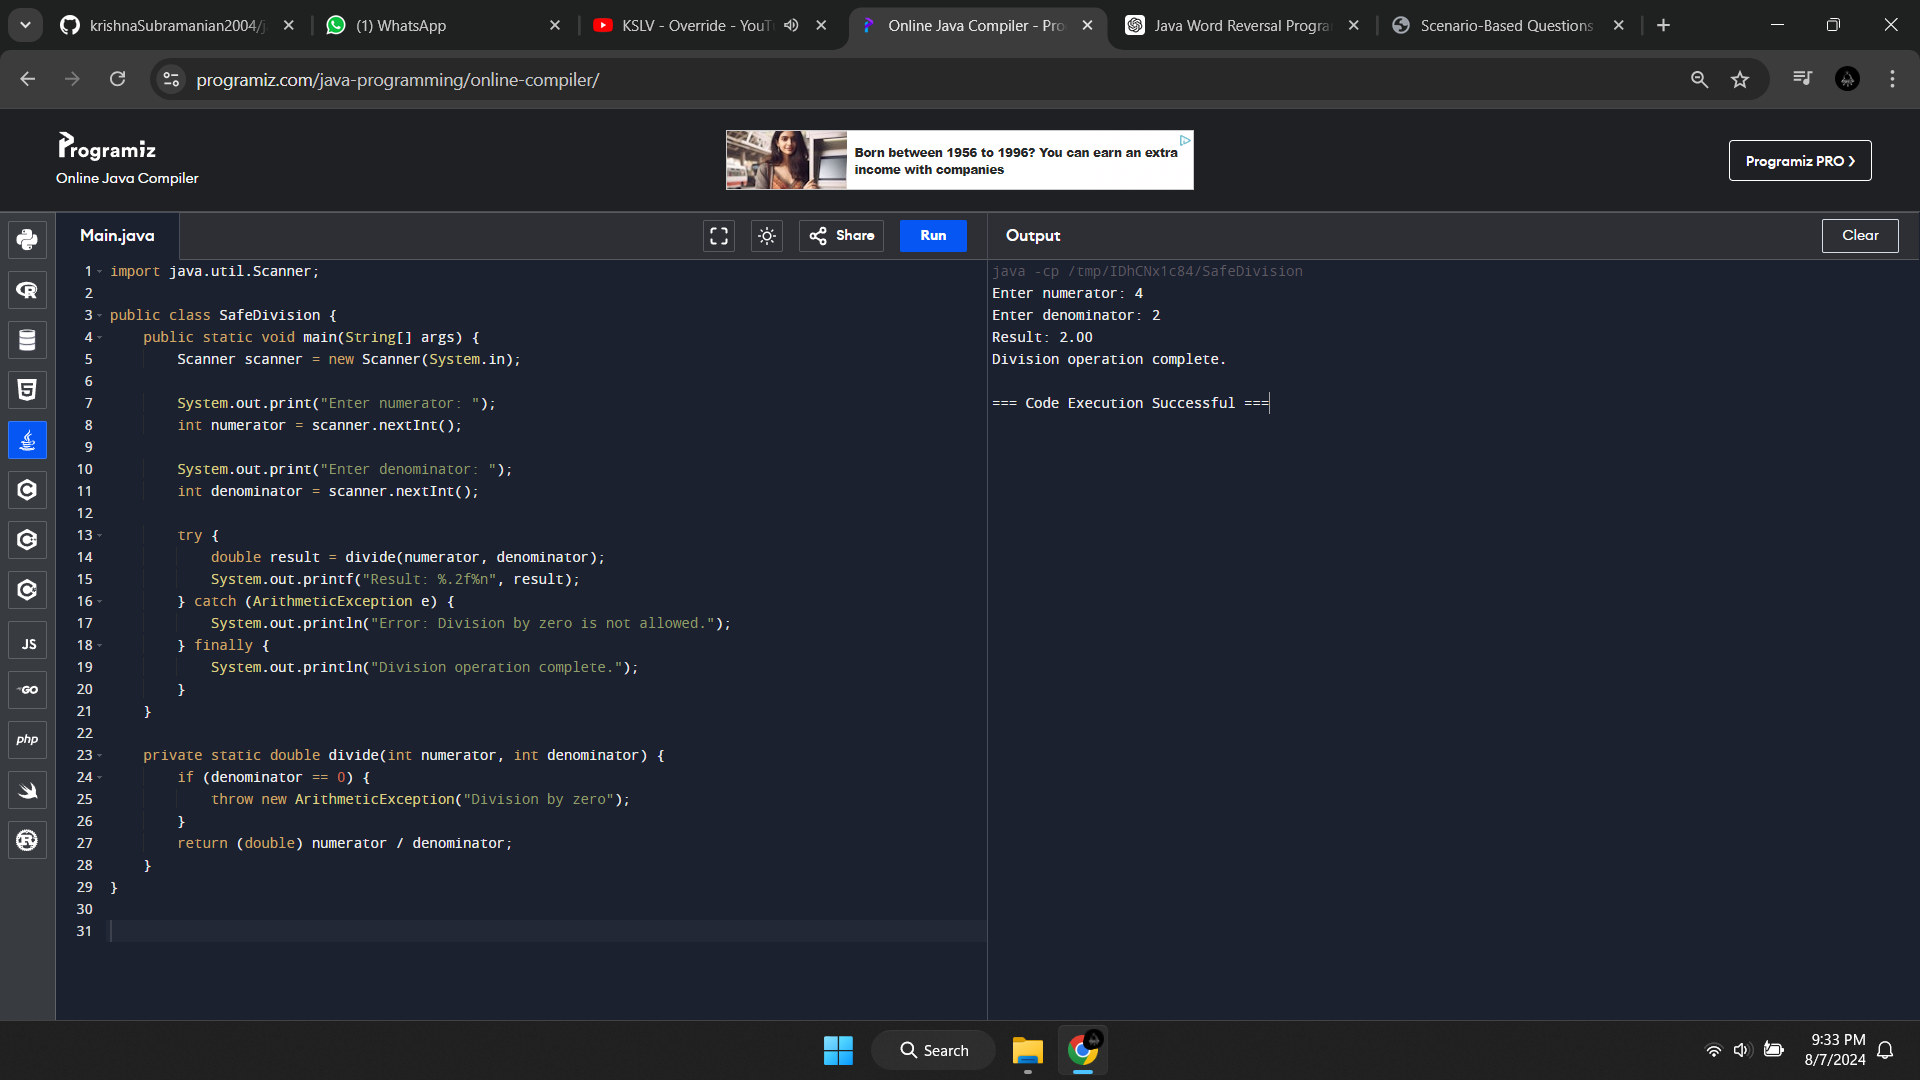 krishnaSubramanian2004/j
(1) WhatsApp
KSLV - Override - YouT
Online Java Compiler - Pro
Java Word Reversal Progra
Scenario-Based Questions
programiz.com/java-programming/online-compiler/
Programiz
Online Java Compiler
Born between 1956 to 1996? You can earn an extra
income with companies
Programiz PRO ❯
Main.java
Share
Run
Output
Clear
JS
GO
php
1 import java.util.Scanner;
2
3 public class SafeDivision {
4 public static void main(String[] args) {
5 Scanner scanner = new Scanner(System.in);
6
7 System.out.print("Enter numerator: ");
8 int numerator = scanner.nextInt();
9
10 System.out.print("Enter denominator: ");
11 int denominator = scanner.nextInt();
12
13 try {
14 double result = divide(numerator, denominator);
15 System.out.printf("Result: %.2f%n", result);
16 } catch (ArithmeticException e) {
17 System.out.println("Error: Division by zero is not allowed.");
18 } finally {
19 System.out.println("Division operation complete.");
20 }
21 }
22
23 private static double divide(int numerator, int denominator) {
24 if (denominator == 0) {
25 throw new ArithmeticException("Division by zero");
26 }
27 return (double) numerator / denominator;
28 }
29 }
30
31
java -cp /tmp/IDhCNx1c84/SafeDivision
Enter numerator: 4
Enter denominator: 2
Result: 2.00
Division operation complete.
=== Code Execution Successful ===
Search
9:33 PM
8/7/2024